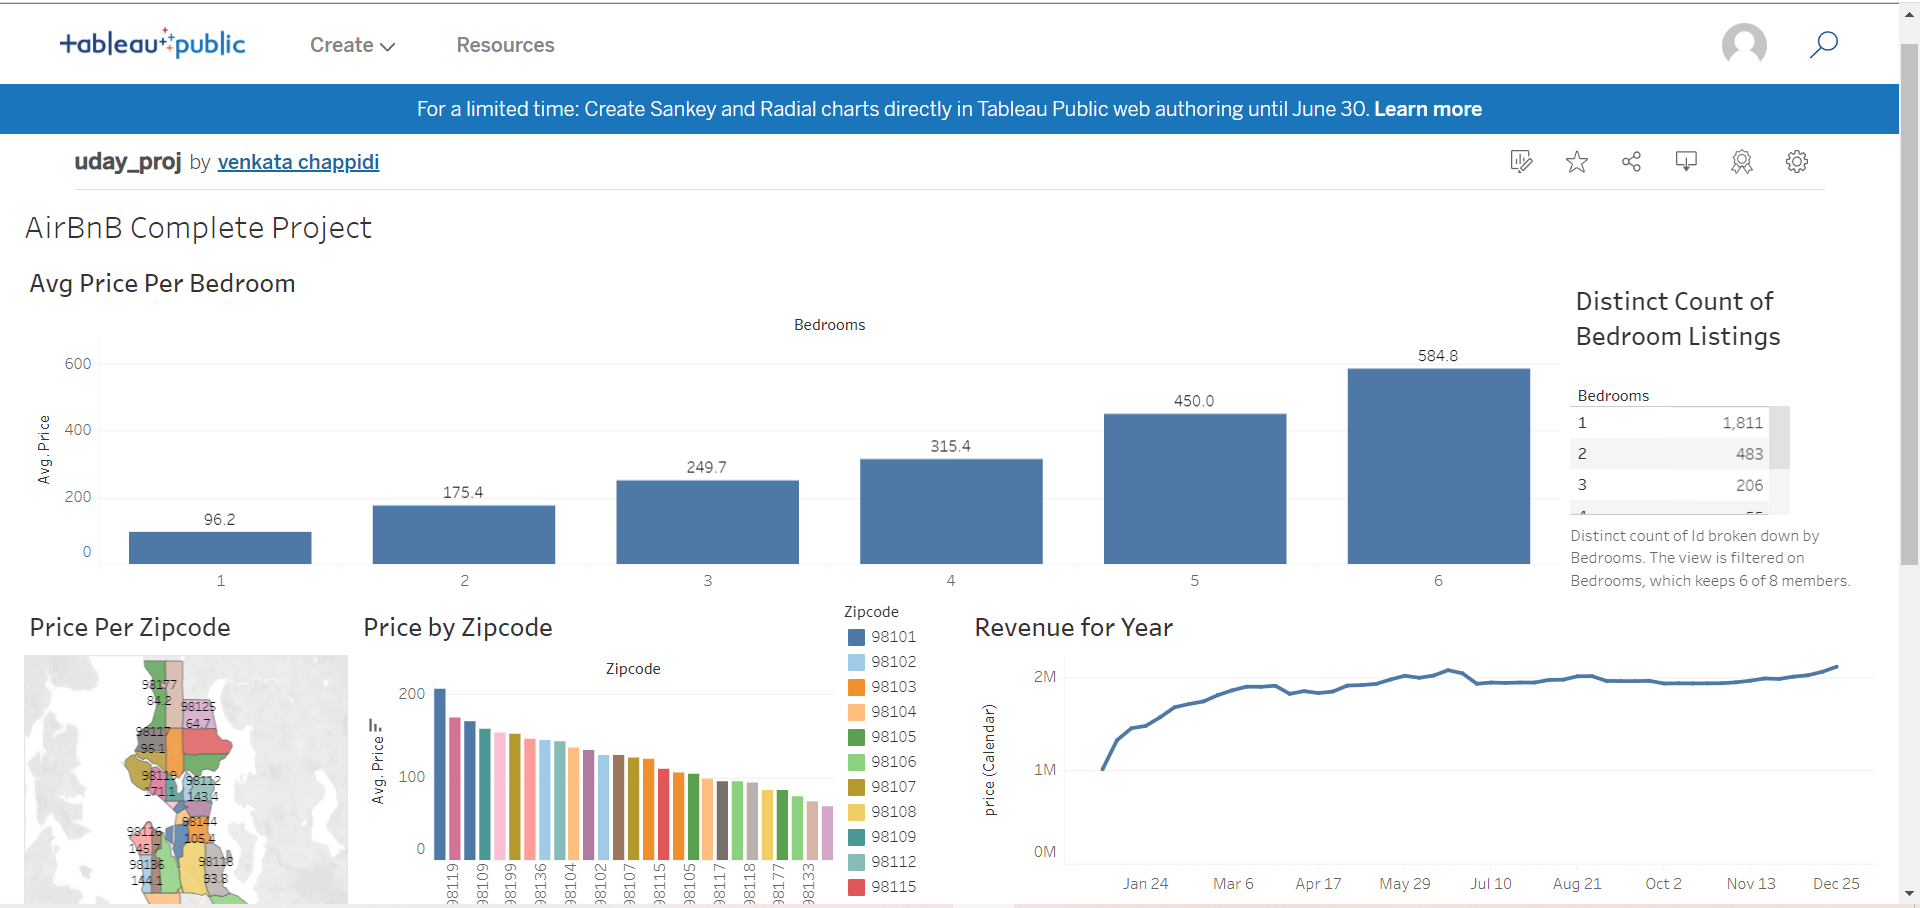 tableau public
Create
Resources
For a limited time: Create Sankey and Radial charts directly in Tableau Public web authoring until June 30. Learn more
uday_proj by venkata chappidi
AirBnB Complete Project
Avg Price Per Bedroom
Bedrooms
Avg. Price
600
400
200
0
96.2
175.4
249.7
315.4
450.0
584.8
1
2
3
4
5
6
Distinct Count of
Bedroom Listings
Bedrooms
1 1,811
2 483
3 206
Distinct count of Id broken down by
Bedrooms. The view is filtered on
Bedrooms, which keeps 6 of 8 members.
Price Per Zipcode
98177
84.2
98125
64.7
98117
95.1
98119
171.1
98112
143.4
98144
105.4
98116
145.7
98136
144.1
98118
93.8
Price by Zipcode
Zipcode
Avg. Price
200
100
0
98119
98109
98199
98136
98104
98102
98107
98115
98105
98117
98118
98177
98133
Zipcode
98101
98102
98103
98104
98105
98106
98107
98108
98109
98112
98115
Revenue for Year
price (Calendar)
2M
1M
0M
Jan 24
Mar 6
Apr 17
May 29
Jul 10
Aug 21
Oct 2
Nov 13
Dec 25